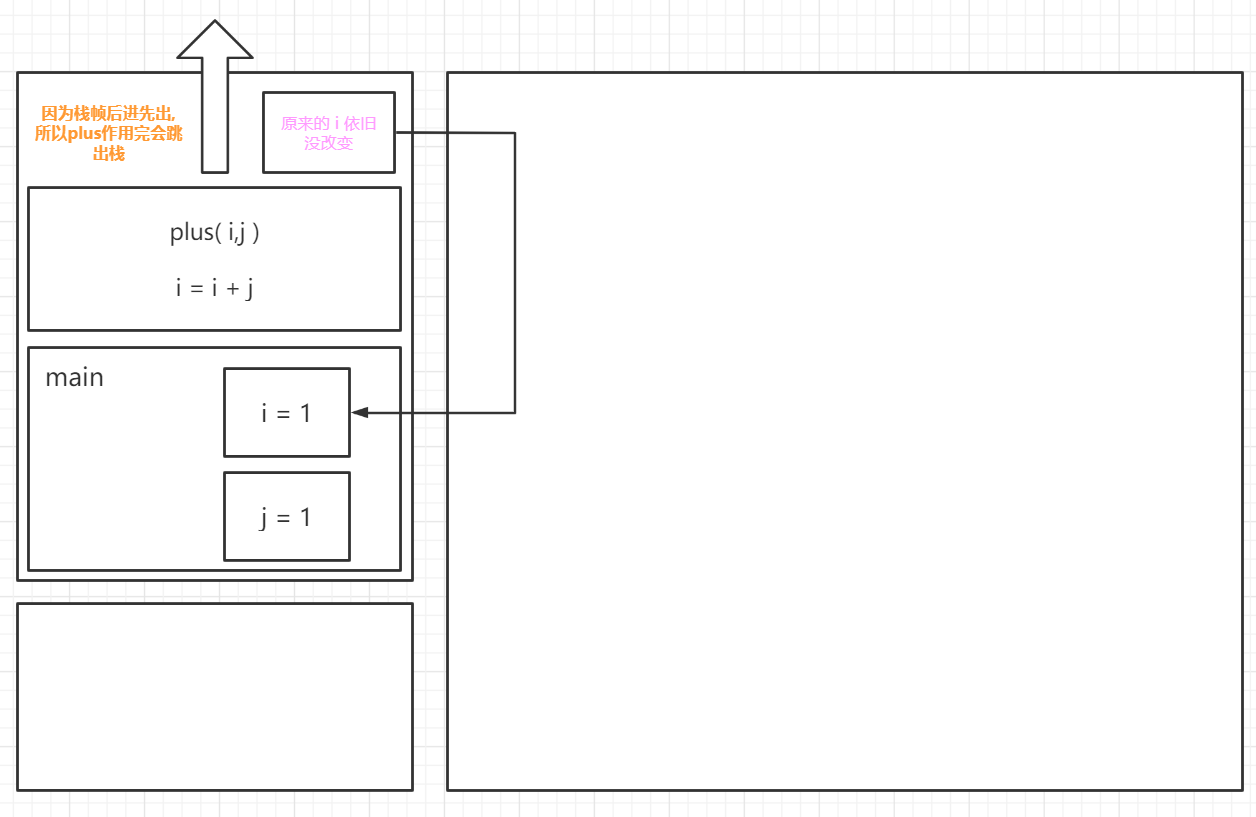 因为栈帧后进先出,
所以plus作用完会跳
出栈
原来的 i 依旧
没改变
plus( i,j )
i = i + j
main
i = 1
j = 1